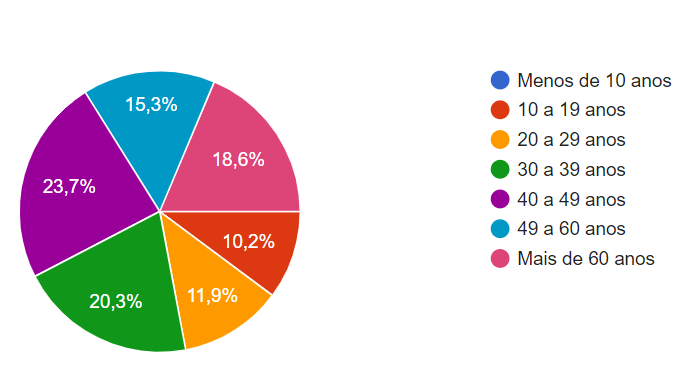 15,3%
18,6%
23,7%
10,2%
11,9%
20,3%
Menos de 10 anos
10 a 19 anos
20 a 29 anos
30 a 39 anos
40 a 49 anos
49 a 60 anos
Mais de 60 anos